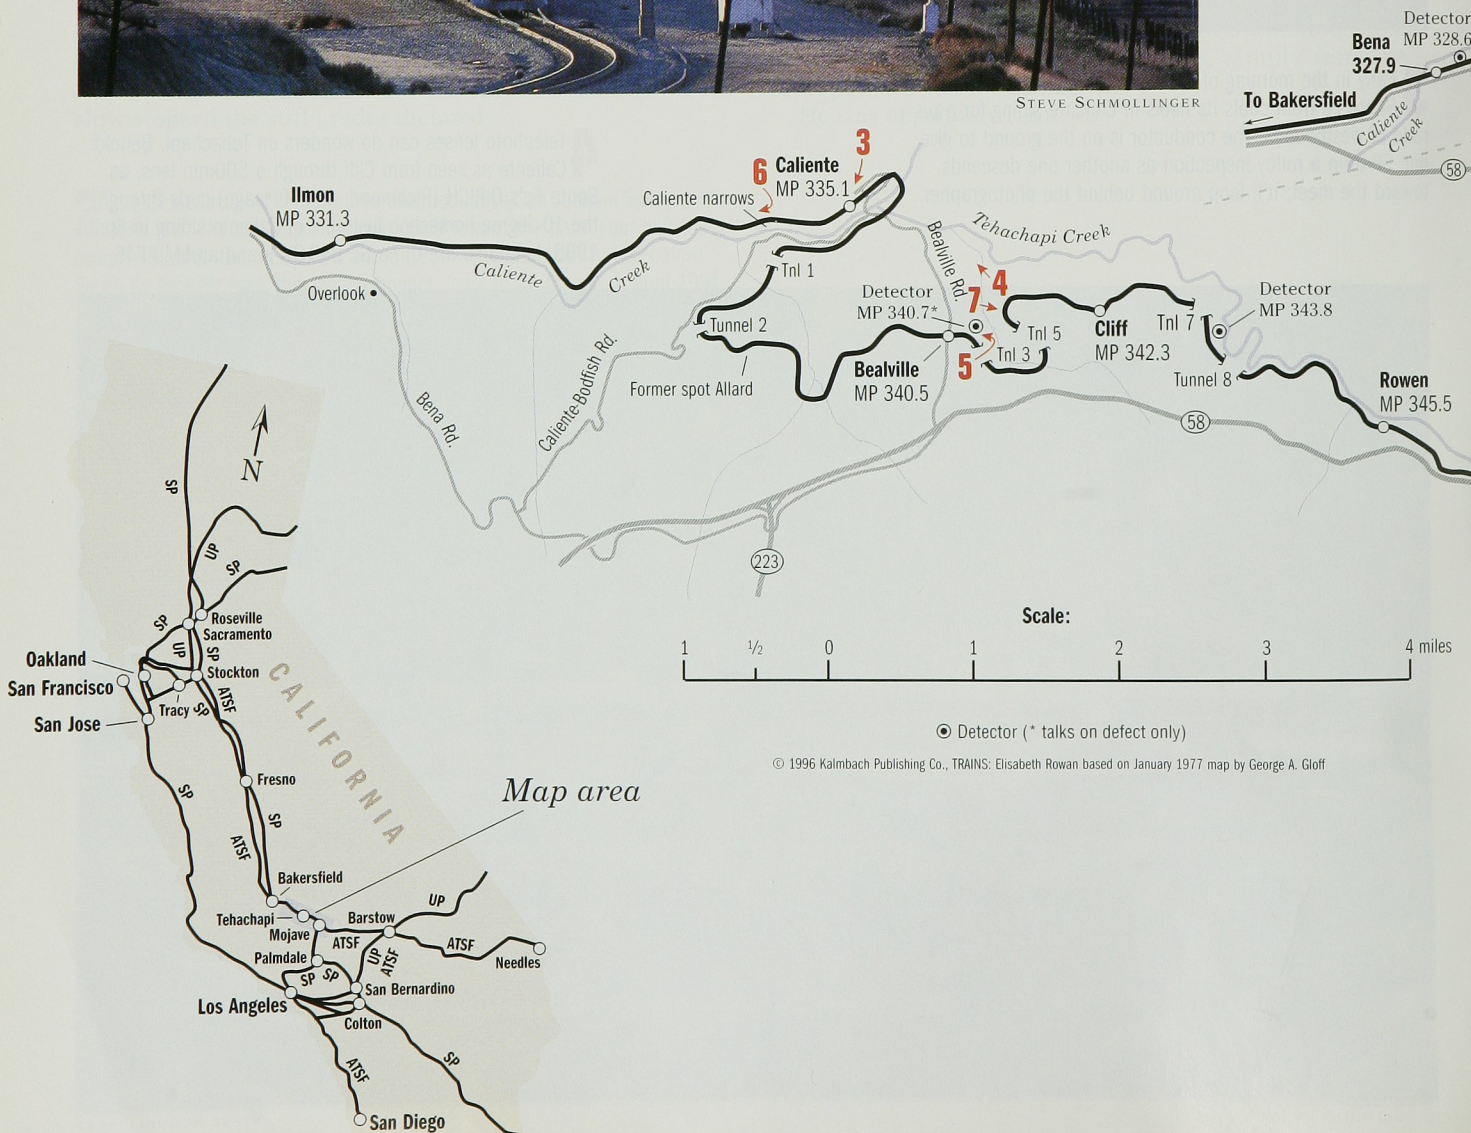 STEVE SCHMOLLINGER
Detector
MP 328.6
Bena
327.9
To Bakersfield
Caliente
Creek
58
3
6
Caliente
MP 335.1
Caliente narrows
Ilmon
MP 331.3
Caliente
Creek
Overlook
Tnl 1
Tunnel 2
Former spot Allard
Bealville Rd.
Tehachapi Creek
4
7
Detector
MP 340.7*
5
Bealville
MP 340.5
Tnl 3
Tnl 5
Cliff
MP 342.3
Tnl 7
Detector
MP 343.8
Tunnel 8
Rowen
MP 345.5
58
Bena Rd.
Caliente-Bodfish Rd.
223
N
SP
UP
SP
SP
Roseville
Sacramento
UP
SP
Oakland
Stockton
San Francisco
Tracy
SP
ATSF
San Jose
CALIFORNIA
SP
Fresno
SP
ATSF
Map area
Bakersfield
Tehachapi
Mojave
Barstow
UP
ATSF
ATSF
Needles
Palmdale
UP
ATSF
SP
SP
San Bernardino
Los Angeles
Colton
ATSF
SP
San Diego
Scale:
1
½
0
1
2
3
4 miles
Detector (* talks on defect only)
© 1996 Kalmbach Publishing Co., TRAINS: Elisabeth Rowan based on January 1977 map by George A. Gloff